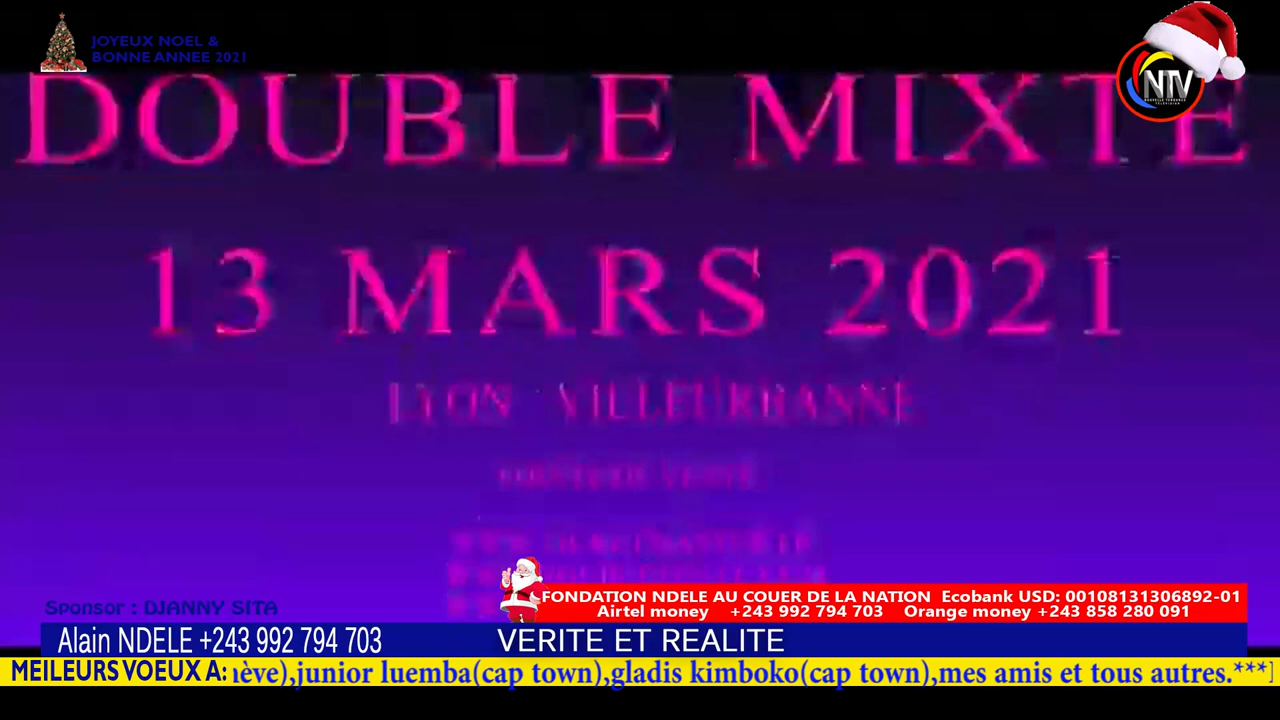 JOYEUX NOEL &
BONNE ANNEE 2021
NTV
NOUVELLE TENDANCE
TELEVISION
DOUBLE MIXTE
13 MARS 2021
LYON VILLEURBANNE
FONDATION NDELE AU COUER DE LA NATION Ecobank USD: 00108131306892-01
Airtel money +243 992 794 703 Orange money +243 858 280 091
Sponsor : DJANNY SITA
Alain NDELE +243 992 794 703
VERITE ET REALITE
MEILEURS VOEUX A: ève),junior luemba(cap town),gladis kimboko(cap town),mes amis et tous autres.***